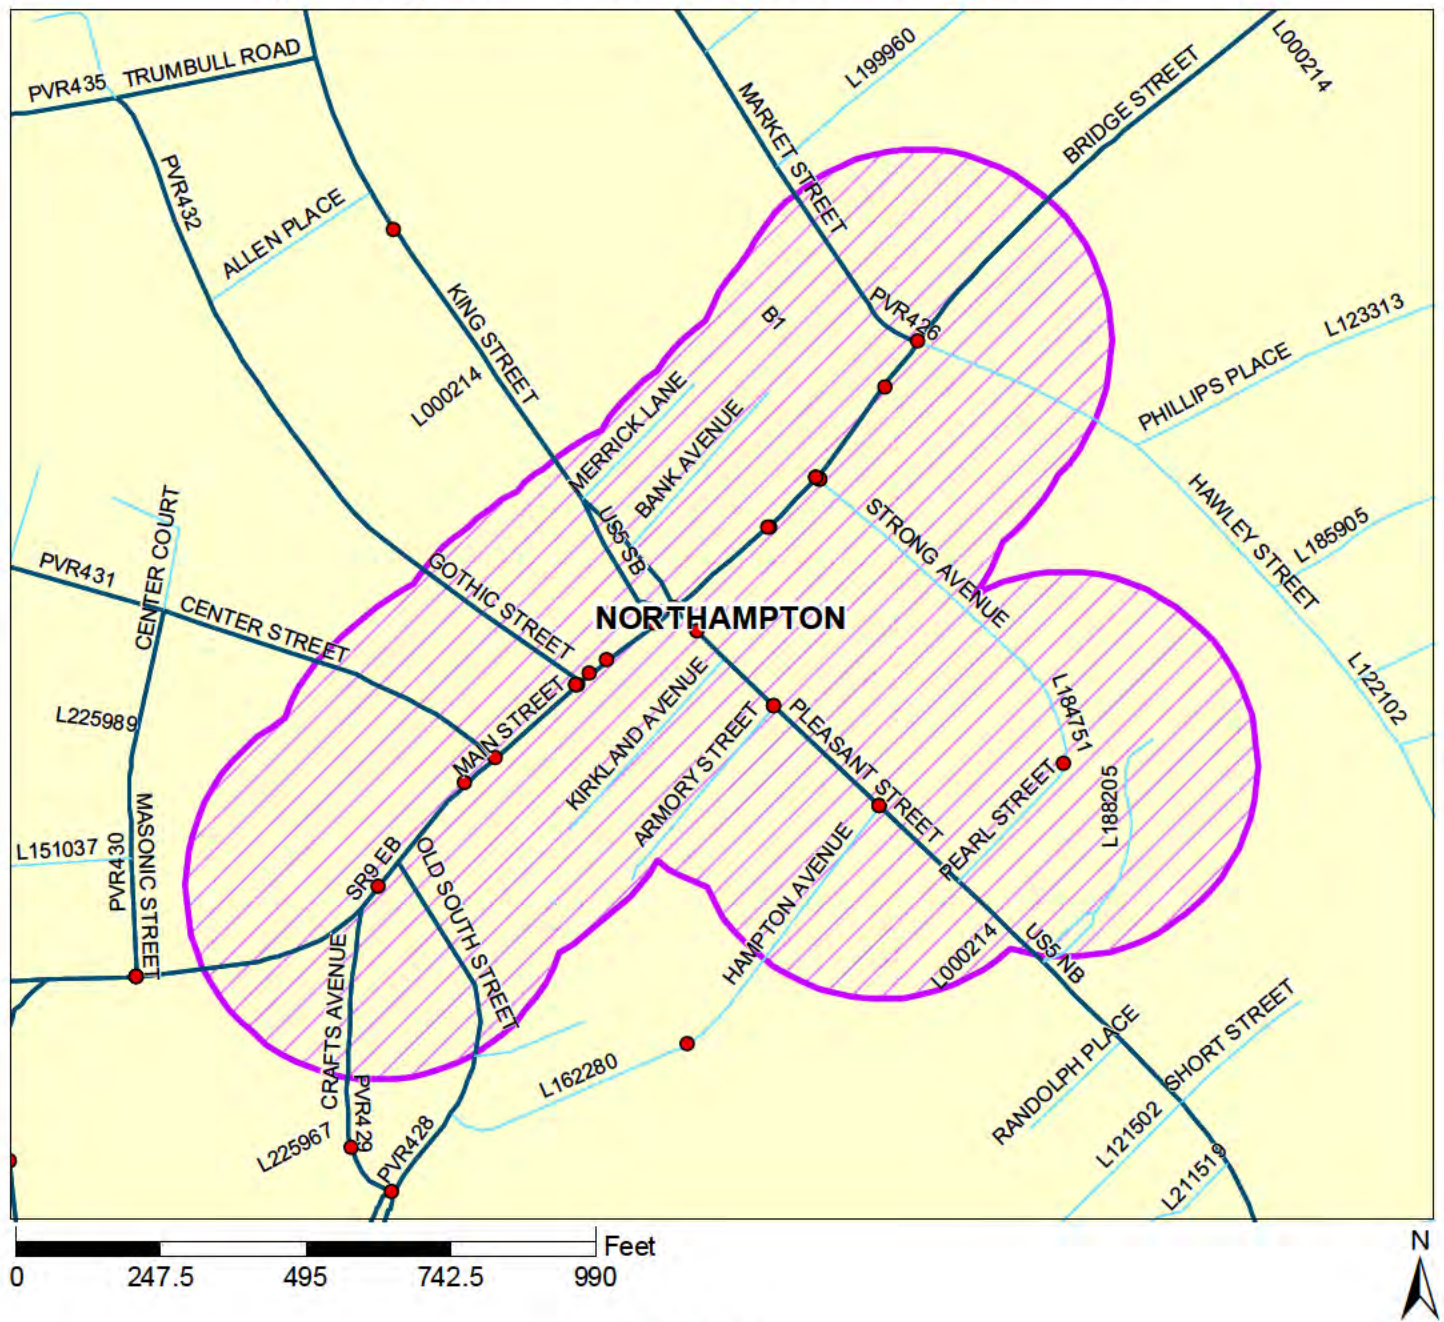 L199960
L000214
BRIDGE STREET
TRUMBULL ROAD
PVR435
MARKET STREET
PVR432
ALLEN PLACE
KING STREET
PVR426
B1
L123313
PHILLIPS PLACE
L000214
MERRICK LANE
BANK AVENUE
HAWLEY STREET
L185905
CENTER COURT
STRONG AVENUE
US5 SB
PVR431
GOTHIC STREET
CENTER STREET
NORTHAMPTON
L122102
L225989
MAIN STREET
KIRKLAND AVENUE
ARMORY STREET
PLEASANT STREET
L184751
PEARL STREET
L188205
MASONIC STREET
L151037
PVR430
SR9 EB
OLD SOUTH STREET
HAMPTON AVENUE
L000214
US5 NB
CRAFTS AVENUE
RANDOLPH PLACE
SHORT STREET
L162280
PVR429
L225967
PVR428
L121502
L211519
Feet
0 247.5 495 742.5 990
N